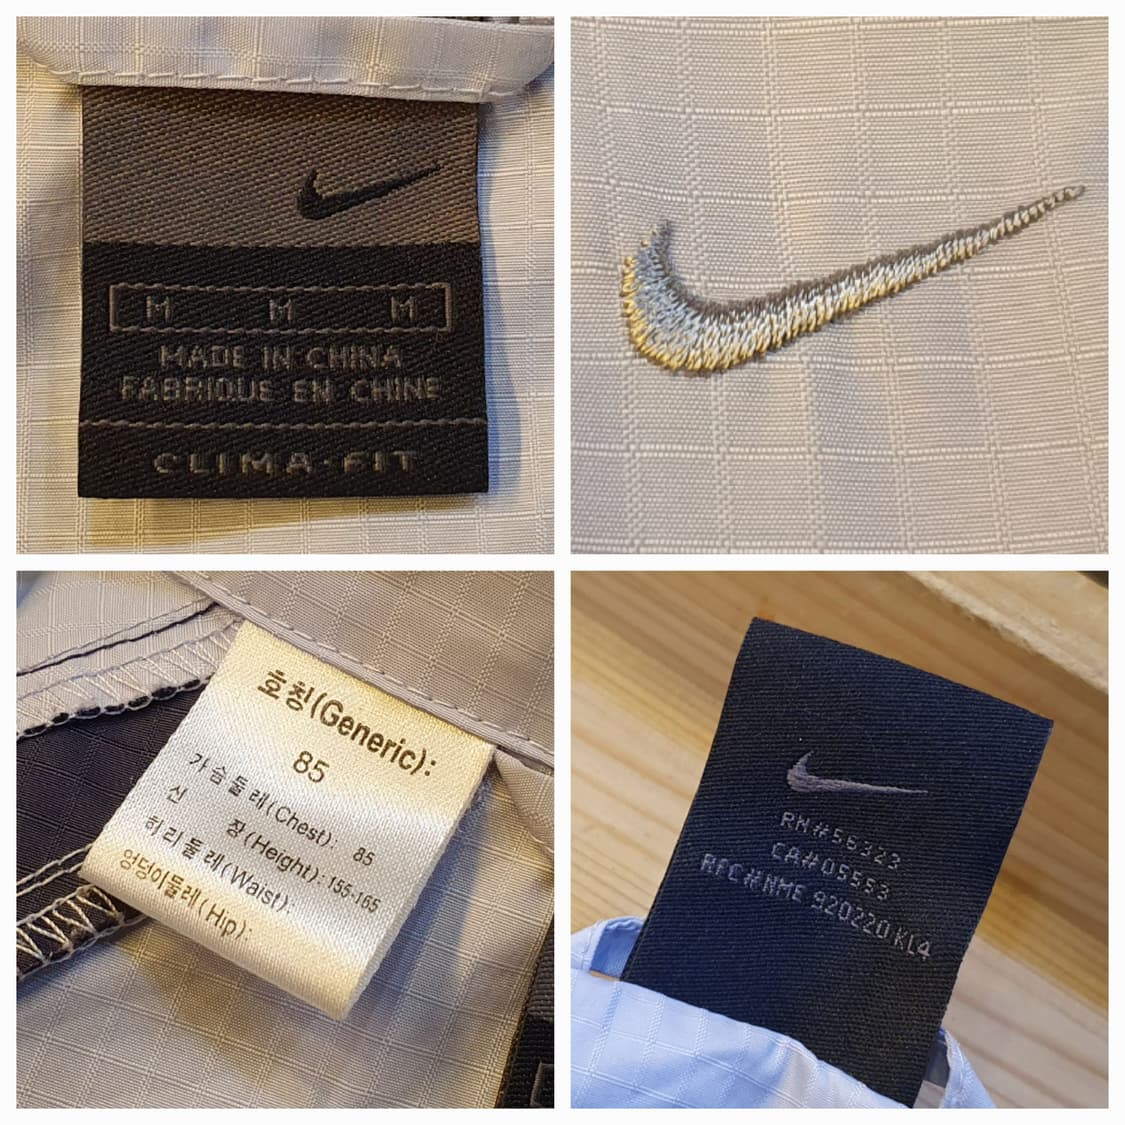 M M M
MADE IN CHINA
FABRIQUE EN CHINE
CLIMA-FIT
호칭(Generic):
85
가슴둘레(Chest): 85
신 장(Height): 155-165
허리둘레(Waist):
엉덩이둘레(Hip):
RN#56323
CA#05553
RFC#NME 920220 KL4